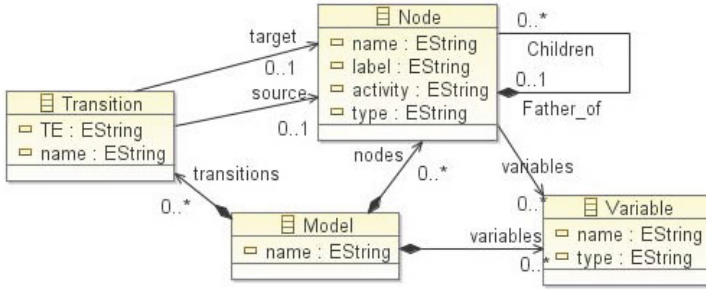 Node
name : EString
label : EString
activity : EString
type : EString
0..*
Children
0..1
Father_of
target
0..1
source
0..1
Transition
TE : EString
name : EString
transitions
0..*
nodes
0..*
variables
0..*
Model
name : EString
variables
0..*
Variable
name : EString
type : EString